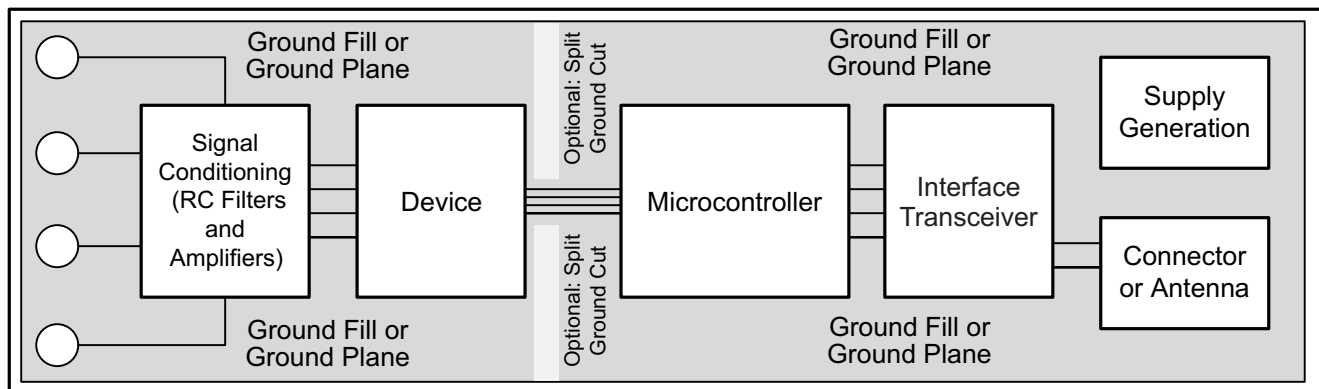 Ground Fill or
Ground Plane
Optional: Split
Ground Cut
Ground Fill or
Ground Plane
Supply
Generation
Signal
Conditioning
(RC Filters
and
Amplifiers)
Device
Microcontroller
Interface
Transceiver
Connector
or Antenna
Ground Fill or
Ground Plane
Optional: Split
Ground Cut
Ground Fill or
Ground Plane